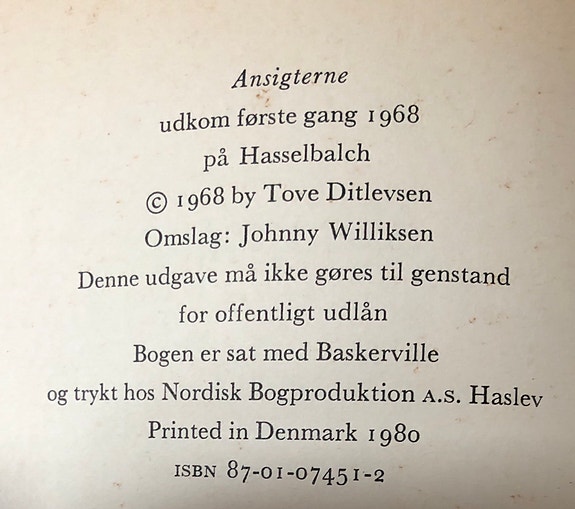 Ansigterne
udkom første gang 1968
på Hasselbalch
© 1968 by Tove Ditlevsen
Omslag: Johnny Williksen
Denne udgave må ikke gøres til genstand
for offentligt udlån
Bogen er sat med Baskerville
og trykt hos Nordisk Bogproduktion A.S. Haslev
Printed in Denmark 1980
ISBN 87-01-07451-2